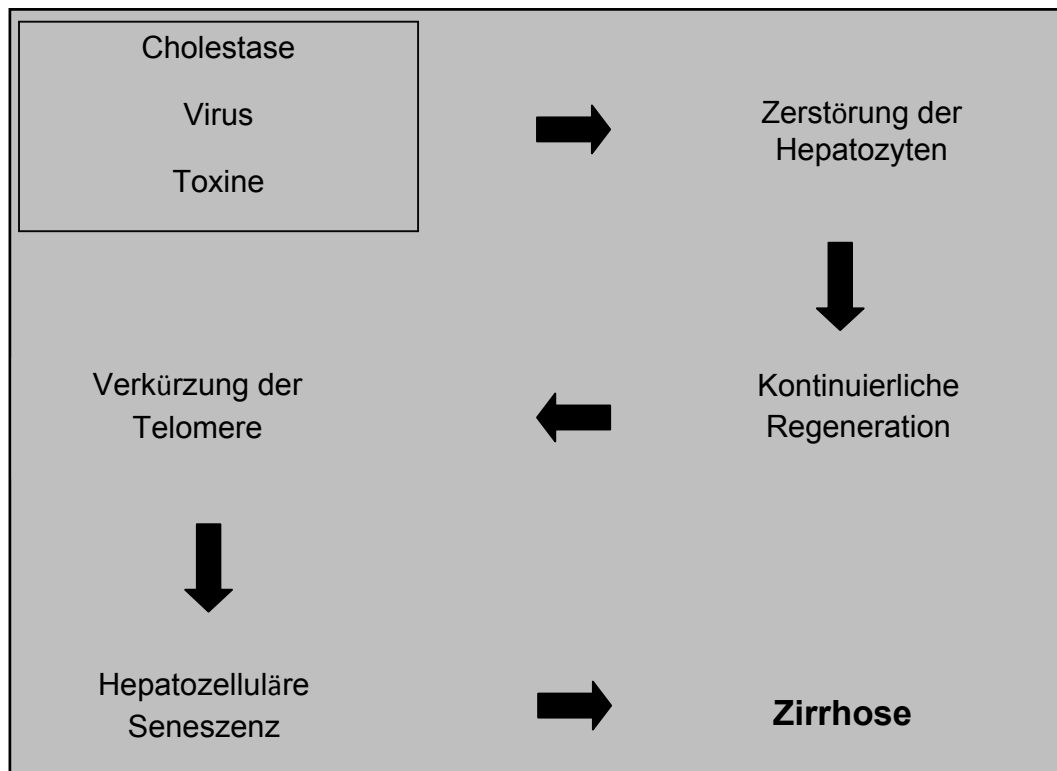 Cholestase
Virus
Toxine
Zerstörung der
Hepatozyten
Kontinuierliche
Regeneration
Verkürzung der
Telomere
Hepatozelluläre
Seneszenz
Zirrhose